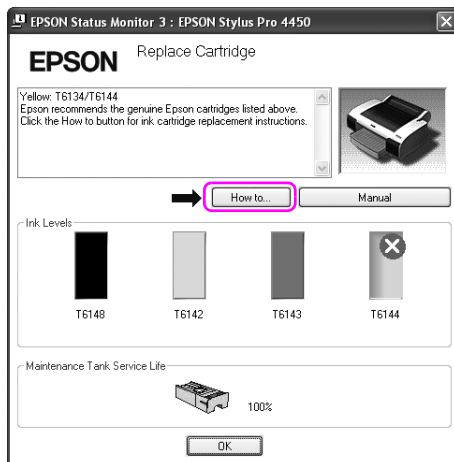 EPSON Status Monitor 3 : EPSON Stylus Pro 4450
EPSON
Replace Cartridge
Yellow: T6134/T6144
Epson recommends the genuine Epson cartridges listed above.
Click the How to button for ink cartridge replacement instructions.
How to...
Manual
Ink Levels
T6148
T6142
T6143
T6144
Maintenance Tank Service Life
100%
OK